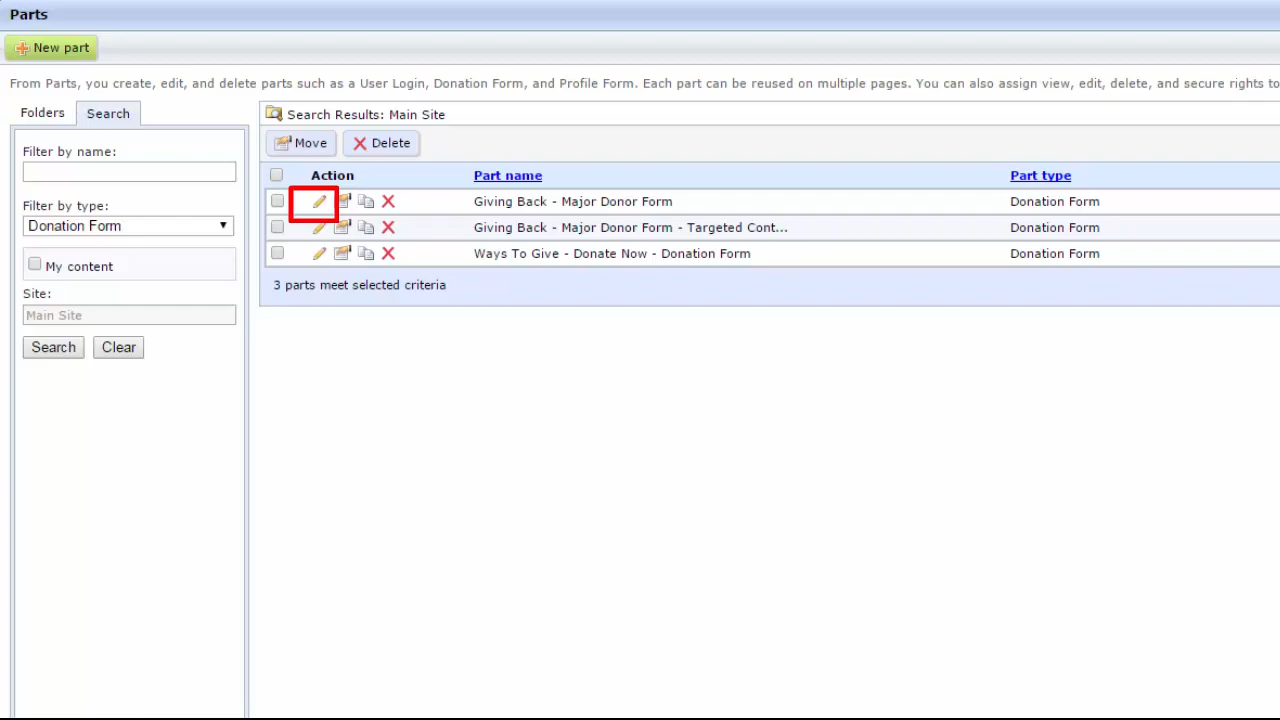 Parts
New part
From Parts, you create, edit, and delete parts such as a User Login, Donation Form, and Profile Form. Each part can be reused on multiple pages. You can also assign view, edit, delete, and secure rights to
Folders Search
Filter by name:
Filter by type:
Donation Form
My content
Site:
Main Site
Search Clear
Search Results: Main Site
Move Delete
Action Part name Part type
Giving Back - Major Donor Form Donation Form
Giving Back - Major Donor Form - Targeted Cont... Donation Form
Ways To Give - Donate Now - Donation Form Donation Form
3 parts meet selected criteria